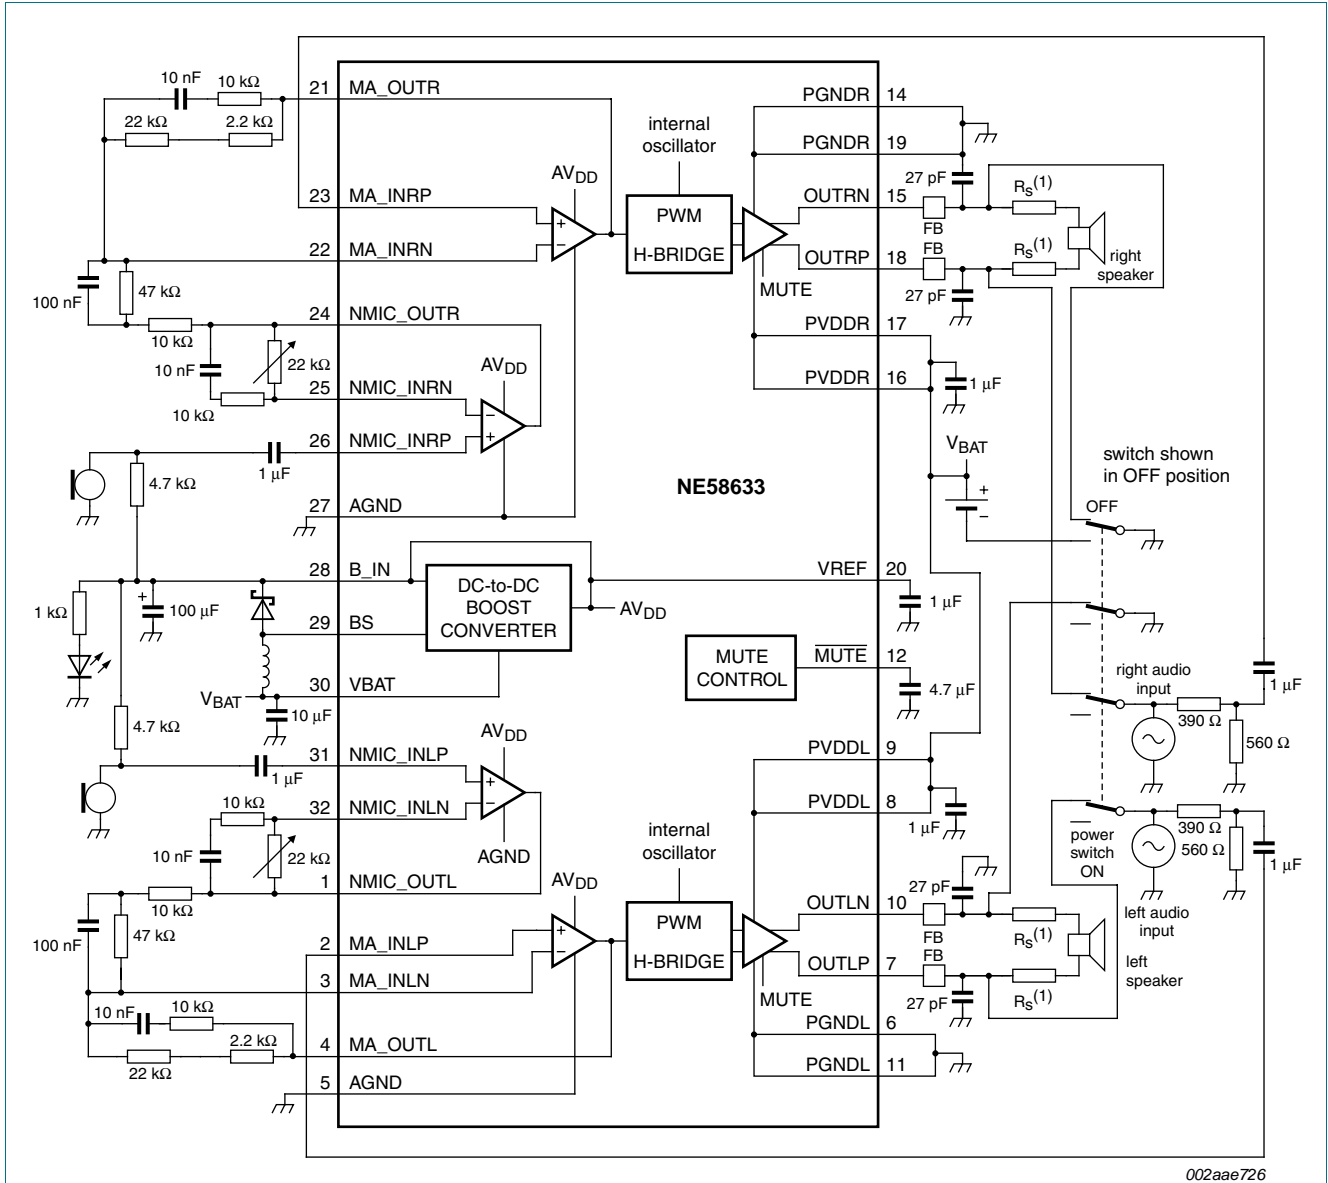 10 nF
10 kΩ
22 kΩ
2.2 kΩ
21 MA_OUTR
23 MA_INRP
22 MA_INRN
100 nF
47 kΩ
10 kΩ
24 NMIC_OUTR
10 nF
22 kΩ
10 kΩ
25 NMIC_INRN
26 NMIC_INRP
1 μF
4.7 kΩ
27 AGND
AVDD
+
−
AVDD
−
+
internal
oscillator
PWM
H-BRIDGE
MUTE
PGNDR 14
PGNDR 19
OUTRN 15
OUTRP 18
PVDDR 17
PVDDR 16
27 pF
FB
FB
27 pF
RS(1)
RS(1)
right
speaker
1 μF
VBAT
+
−
NE58633
switch shown
in OFF position
OFF
28 B_IN
29 BS
30 VBAT
1 kΩ
+
100 μF
VBAT
10 μF
DC-to-DC
BOOST
CONVERTER
AVDD
VREF 20
1 μF
MUTE
CONTROL
MUTE 12
4.7 μF
right audio
input
390 Ω
560 Ω
1 μF
4.7 kΩ
31 NMIC_INLP
1 μF
32 NMIC_INLN
10 kΩ
10 nF
22 kΩ
1 NMIC_OUTL
10 kΩ
100 nF
47 kΩ
AVDD
+
−
AGND
PVDDL 9
PVDDL 8
1 μF
power
switch
ON
390 Ω
560 Ω
1 μF
left audio
input
2 MA_INLP
3 MA_INLN
10 nF
10 kΩ
2.2 kΩ
22 kΩ
4 MA_OUTL
5 AGND
AVDD
+
−
internal
oscillator
PWM
H-BRIDGE
MUTE
OUTLN 10
OUTLP 7
PGNDL 6
PGNDL 11
27 pF
FB
FB
27 pF
RS(1)
RS(1)
left
speaker
002aae726